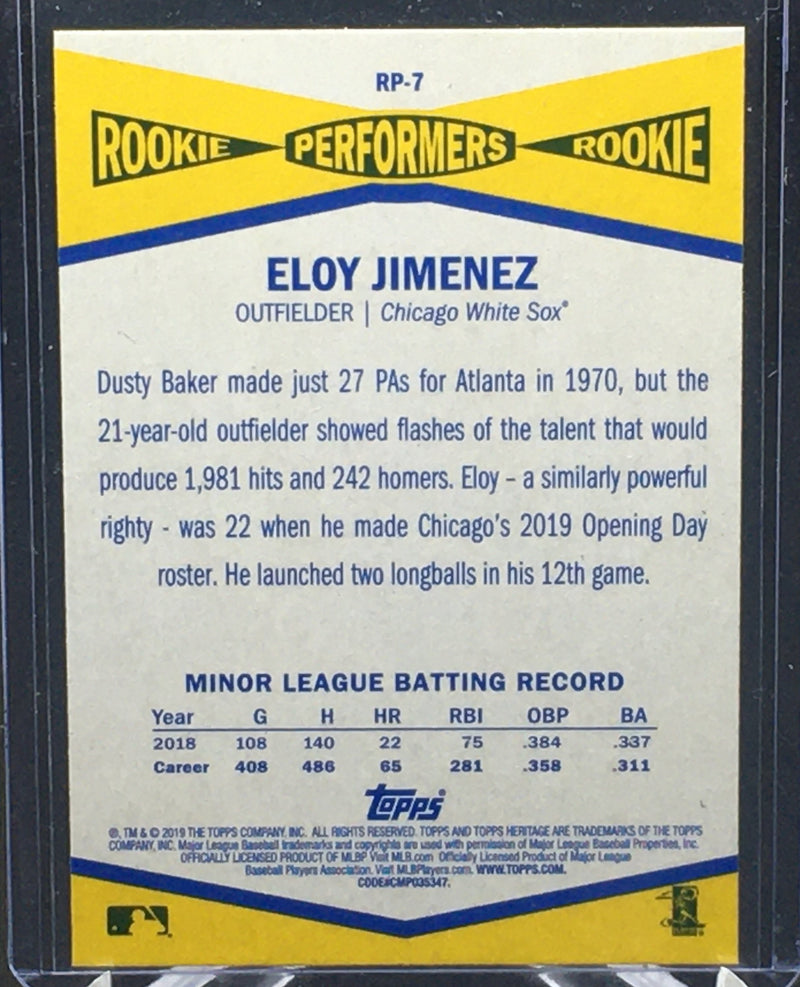 RP-7
ROOKIE PERFORMERS ROOKIE
ELOY JIMENEZ
OUTFIELDER | Chicago White Sox®
Dusty Baker made just 27 PAs for Atlanta in 1970, but the
21-year-old outfielder showed flashes of the talent that would
produce 1,981 hits and 242 homers. Eloy – a similarly powerful
righty - was 22 when he made Chicago's 2019 Opening Day
roster. He launched two longballs in his 12th game.
MINOR LEAGUE BATTING RECORD
Year G H HR RBI OBP BA
2018 108 140 22 75 .384 .337
Career 408 486 65 281 .358 .311
topps®
®, TM & © 2019 THE TOPPS COMPANY, INC. ALL RIGHTS RESERVED. TOPPS AND TOPPS HERITAGE ARE TRADEMARKS OF THE TOPPS
COMPANY, INC. Major League Baseball trademarks and copyrights are used with permission of Major League Baseball Properties, Inc.
OFFICIALLY LICENSED PRODUCT OF MLBP Visit MLB.com Officially Licensed Product of Major League
Baseball Players Association. Visit MLBPlayers.com. WWW.TOPPS.COM.
CODE#CMP035347.